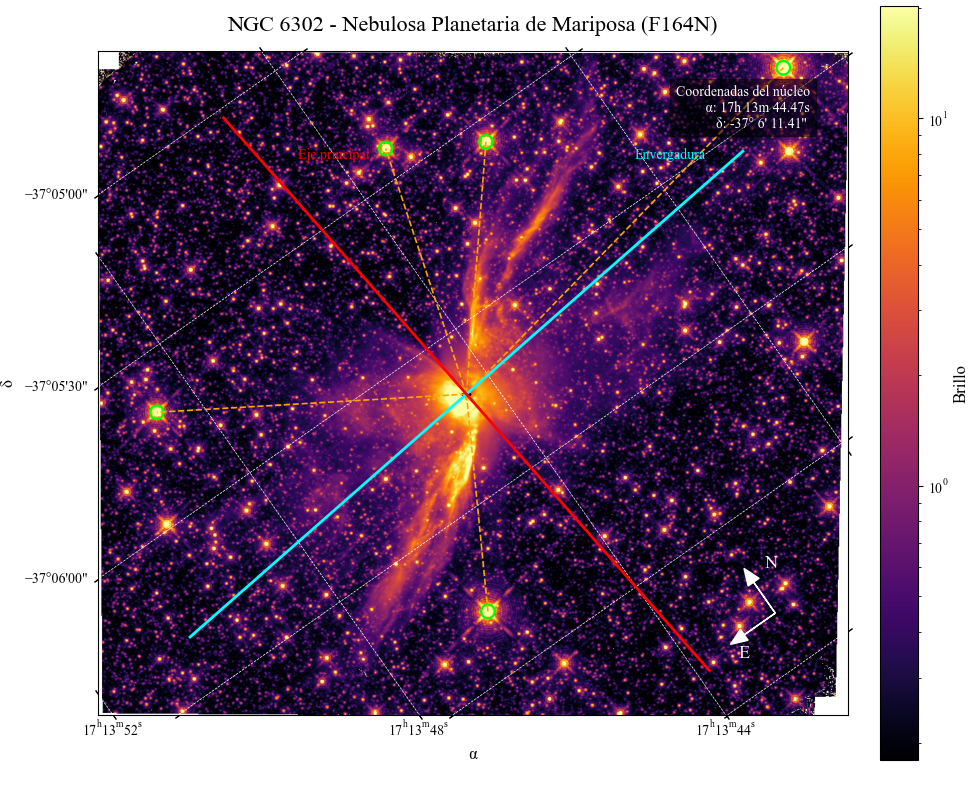 NGC 6302 - Nebulosa Planetaria de Mariposa (F164N)
Coordenadas del núcleo
α: 17h 13m 44.47s
δ: -37° 6' 11.41"
Eje principal
Envergadura
−37°05'00"
−37°05'30"
−37°06'00"
δ
N
E
17ʰ13ᵐ52ˢ
17ʰ13ᵐ48ˢ
17ʰ13ᵐ44ˢ
α
10¹
10⁰
Brillo